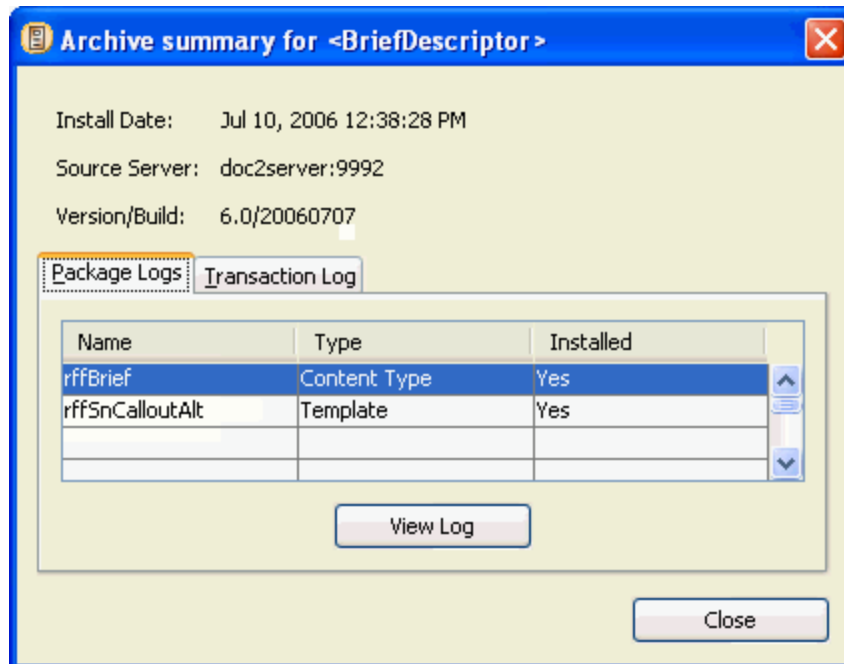 Archive summary for <BriefDescriptor>
Install Date: Jul 10, 2006 12:38:28 PM
Source Server: doc2server:9992
Version/Build: 6.0/20060707
Package Logs Transaction Log
Name Type Installed
rffBrief Content Type Yes
rffSnCalloutAlt Template Yes
View Log
Close